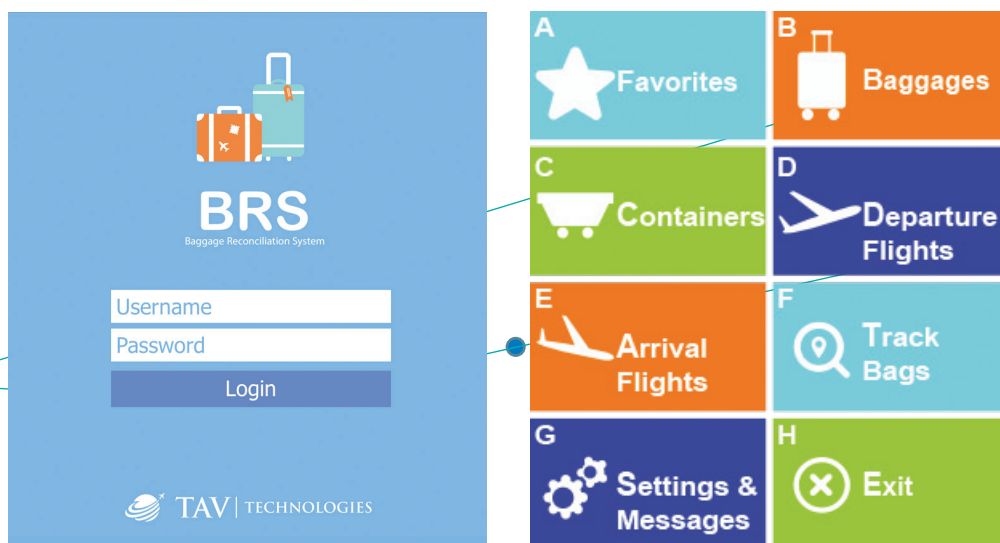 BRS
Baggage Reconciliation System
Username
Password
Login
TAV | TECHNOLOGIES
A
Favorites
B
Baggages
C
Containers
D
Departure
Flights
E
Arrival
Flights
F
Track
Bags
G
Settings &
Messages
H
Exit